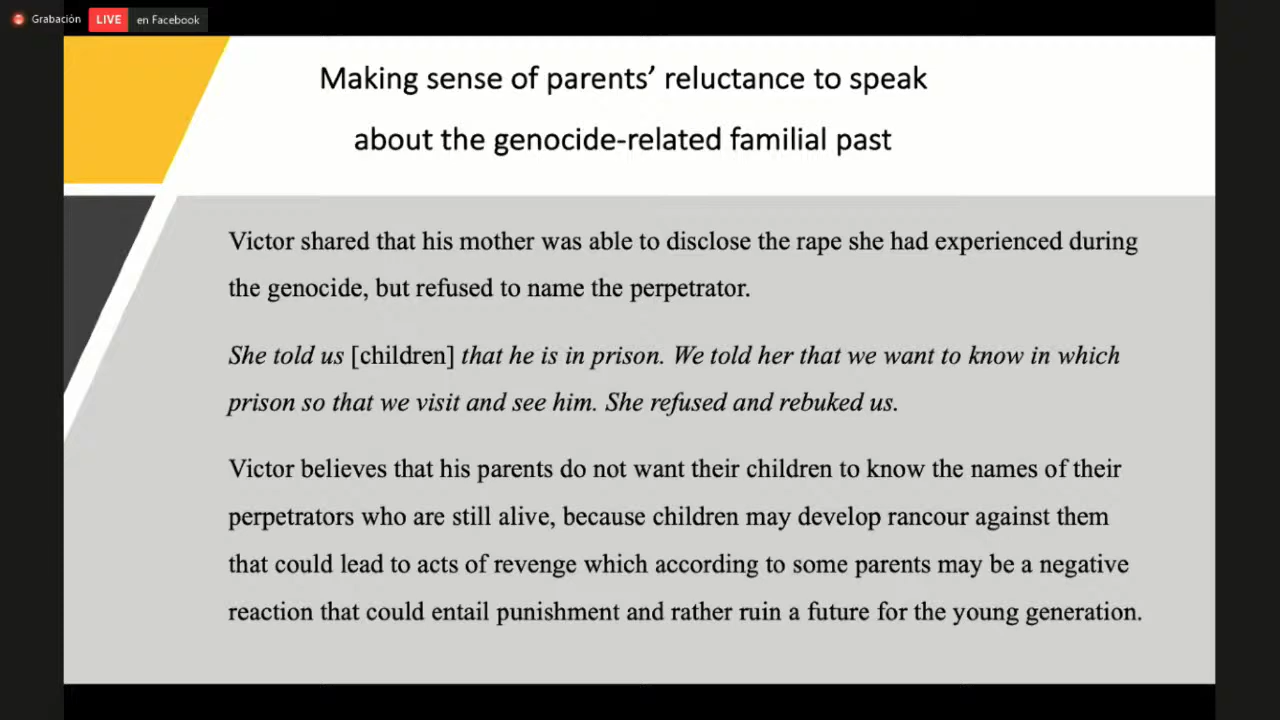 Grabación LIVE en Facebook
Making sense of parents’ reluctance to speak
about the genocide-related familial past
Victor shared that his mother was able to disclose the rape she had experienced during
the genocide, but refused to name the perpetrator.
She told us [children] that he is in prison. We told her that we want to know in which
prison so that we visit and see him. She refused and rebuked us.
Victor believes that his parents do not want their children to know the names of their
perpetrators who are still alive, because children may develop rancour against them
that could lead to acts of revenge which according to some parents may be a negative
reaction that could entail punishment and rather ruin a future for the young generation.